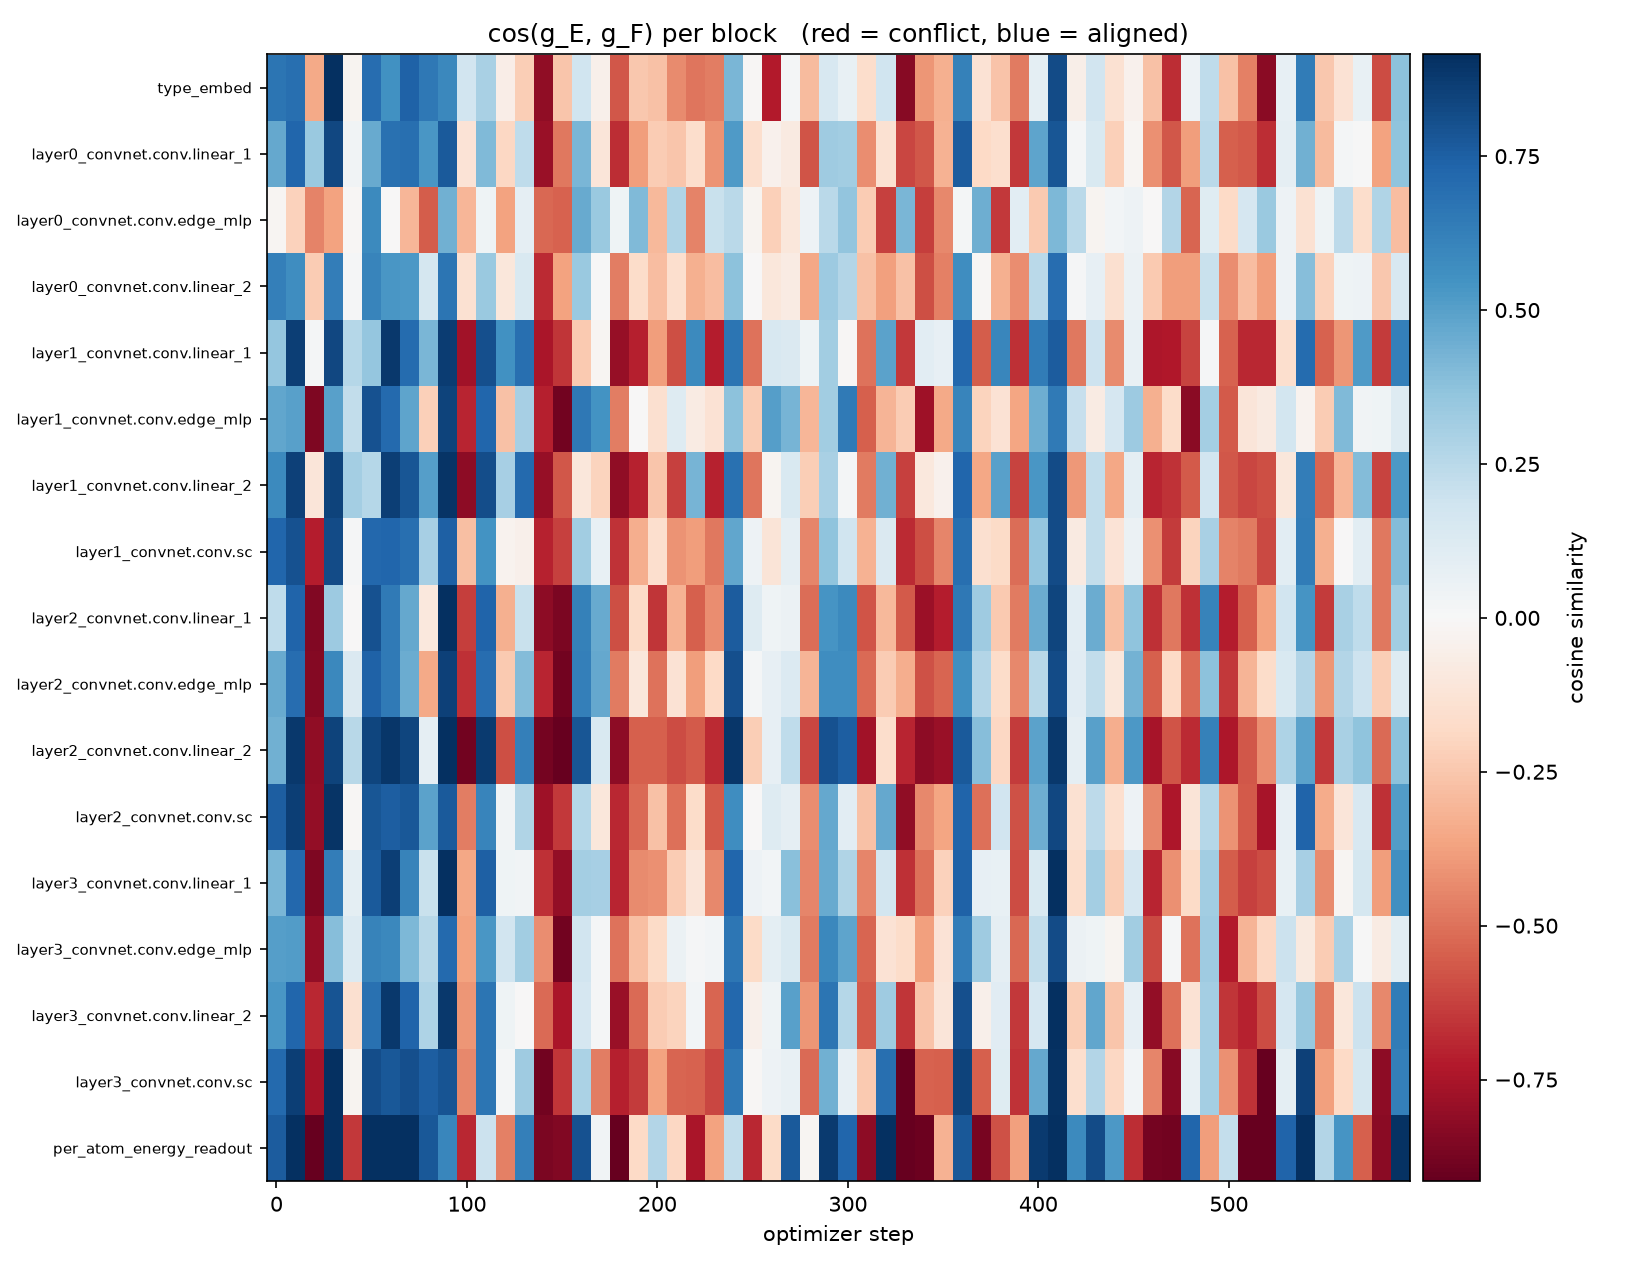 cos(g_E, g_F) per block   (red = conflict, blue = aligned)
type_embed
layer0_convnet.conv.linear_1
layer0_convnet.conv.edge_mlp
layer0_convnet.conv.linear_2
layer1_convnet.conv.linear_1
layer1_convnet.conv.edge_mlp
layer1_convnet.conv.linear_2
layer1_convnet.conv.sc
layer2_convnet.conv.linear_1
layer2_convnet.conv.edge_mlp
layer2_convnet.conv.linear_2
layer2_convnet.conv.sc
layer3_convnet.conv.linear_1
layer3_convnet.conv.edge_mlp
layer3_convnet.conv.linear_2
layer3_convnet.conv.sc
per_atom_energy_readout
0 100 200 300 400 500
optimizer step
0.75
0.50
0.25
0.00
−0.25
−0.50
−0.75
cosine similarity